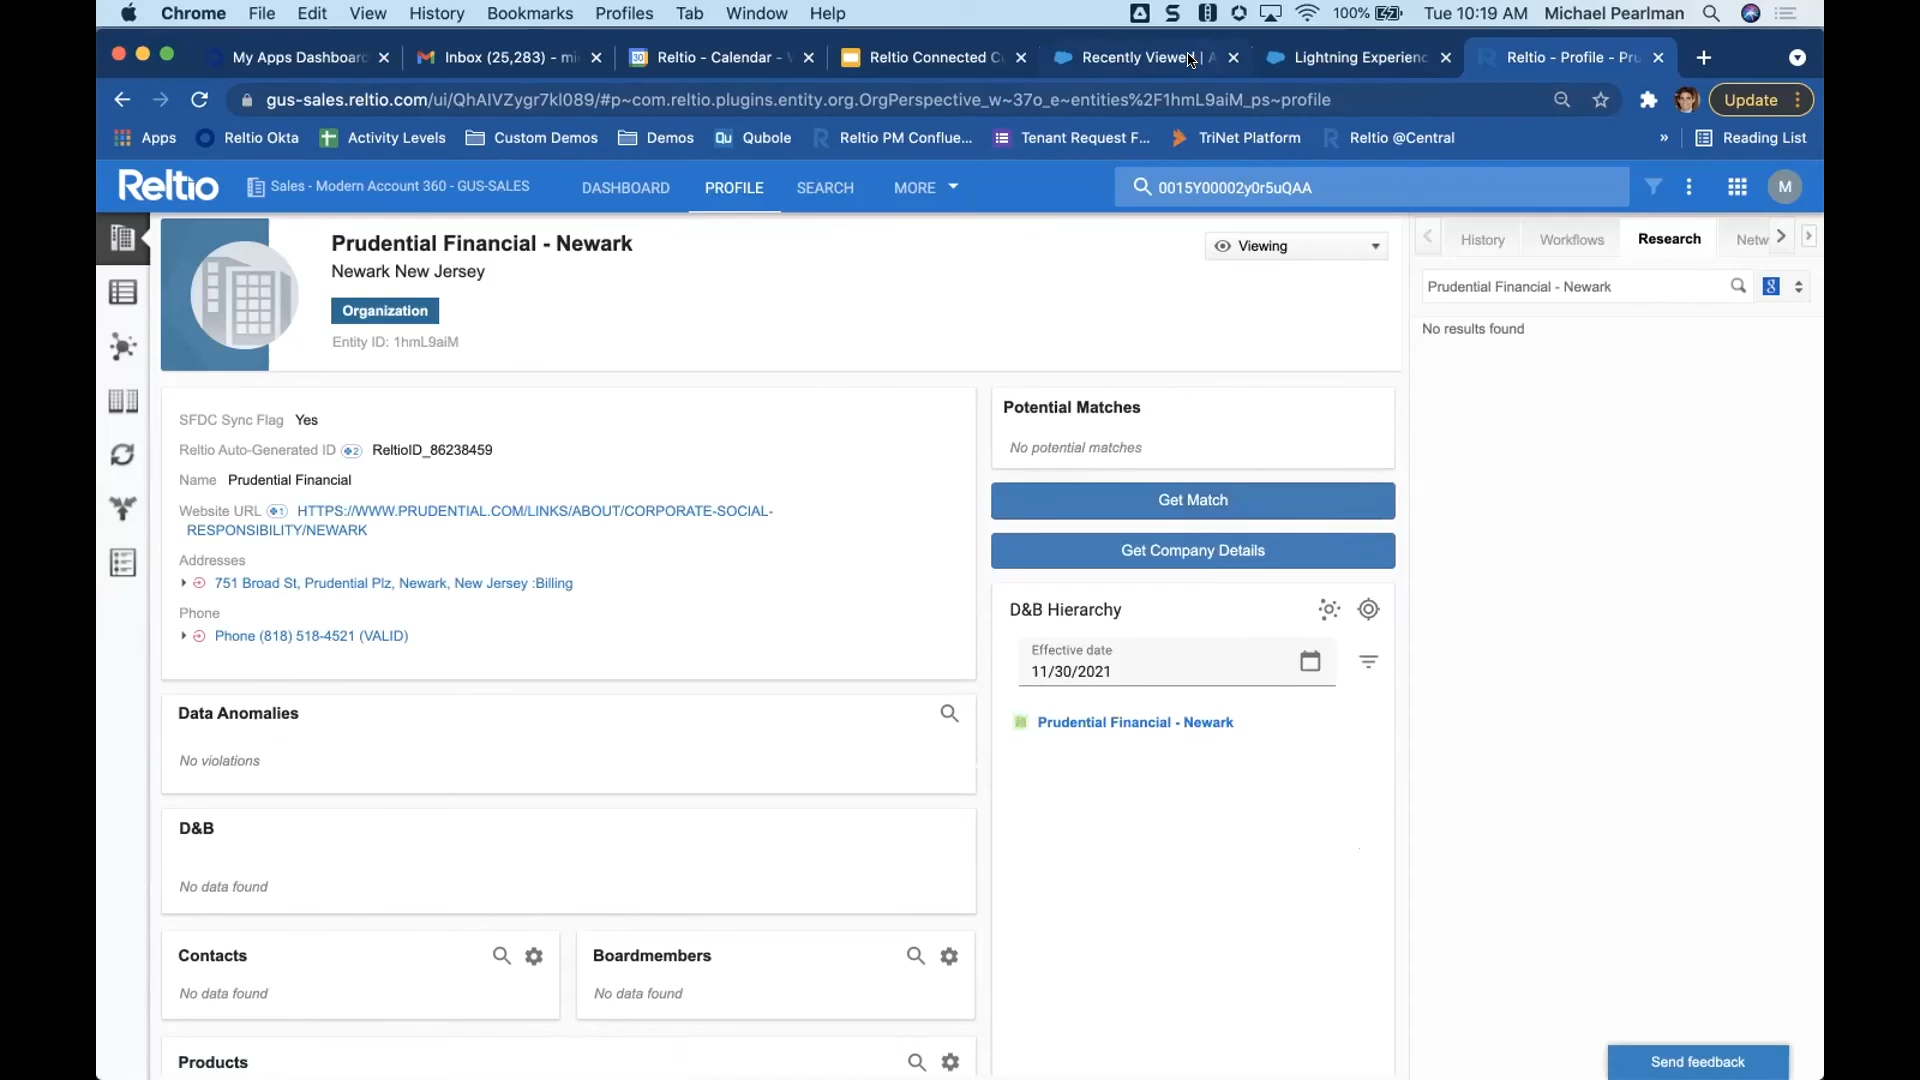 Chrome File Edit View History Bookmarks Profiles Tab Window Help 100% Tue 10:19 AM Michael Pearlman
My Apps Dashboard Inbox (25,283) - mi 30 Reltio - Calendar - Reltio Connected C Recently Viewed | A Lightning Experienc Reltio - Profile - Pru
gus-sales.reltio.com/ui/QhAIVZygr7kl089/#p~com.reltio.plugins.entity.org.OrgPerspective_w~37o_e~entities%2F1hmL9aiM_ps~profile Update
Apps Reltio Okta Activity Levels Custom Demos Demos Qu Qubole Reltio PM Conflue... Tenant Request F... TriNet Platform Reltio @Central » Reading List
Reltio Sales - Modern Account 360 - GUS-SALES DASHBOARD PROFILE SEARCH MORE 0015Y00002y0r5uQAA M
Prudential Financial - Newark
Newark New Jersey
Organization
Entity ID: 1hmL9aiM
Viewing
History Workflows Research Netw
Prudential Financial - Newark
No results found
SFDC Sync Flag Yes
Reltio Auto-Generated ID 2 ReltioID_86238459
Name Prudential Financial
Website URL 1 HTTPS://WWW.PRUDENTIAL.COM/LINKS/ABOUT/CORPORATE-SOCIAL-
RESPONSIBILITY/NEWARK
Addresses
751 Broad St, Prudential Plz, Newark, New Jersey :Billing
Phone
Phone (818) 518-4521 (VALID)
Potential Matches
No potential matches
Get Match
Get Company Details
D&B Hierarchy
Effective date
11/30/2021
Prudential Financial - Newark
Data Anomalies
No violations
D&B
No data found
Contacts
No data found
Boardmembers
No data found
Products
Send feedback